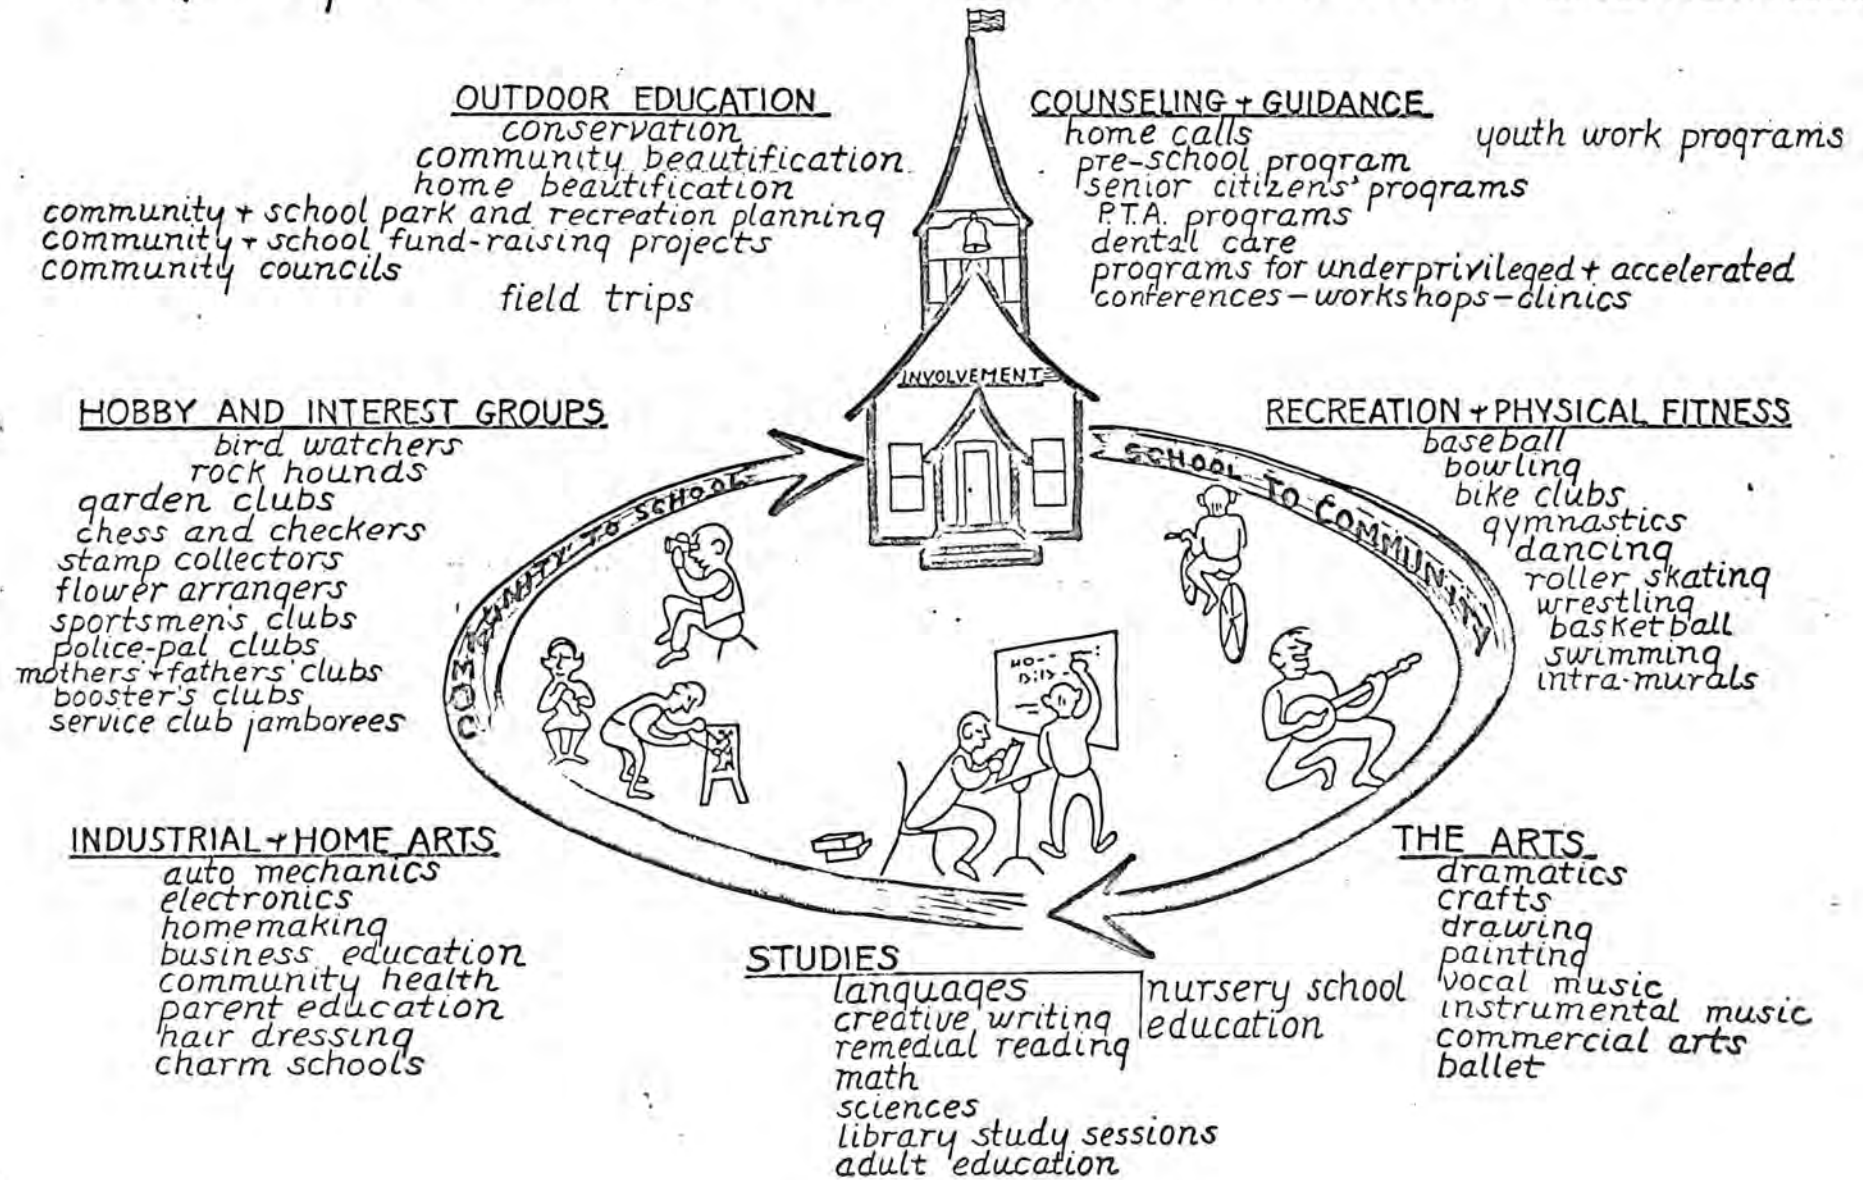 OUTDOOR EDUCATION
conservation
community beautification
home beautification
community + school park and recreation planning
community + school fund-raising projects
community councils
field trips
COUNSELING + GUIDANCE
home calls
youth work programs
pre-school program
senior citizens' programs
P.T.A. programs
dental care
programs for underprivileged + accelerated
conferences-workshops-clinics
INVOLVEMENT
HOBBY AND INTEREST GROUPS
bird watchers
rock hounds
garden clubs
chess and checkers
stamp collectors
flower arrangers
sportsmen's clubs
police-pal clubs
mothers' + fathers' clubs
booster's clubs
service club jamborees
COMMUNITY TO SCHOOL
SCHOOL TO COMMUNITY
RECREATION + PHYSICAL FITNESS
baseball
bowling
bike clubs
gymnastics
dancing
roller skating
wrestling
basketball
swimming
intra-murals
INDUSTRIAL + HOME ARTS
auto mechanics
electronics
homemaking
business education
community health
parent education
hair dressing
charm schools
STUDIES
languages
creative writing
remedial reading
math
sciences
library study sessions
adult education
nursery school
education
THE ARTS
dramatics
crafts
drawing
painting
vocal music
instrumental music
commercial arts
ballet